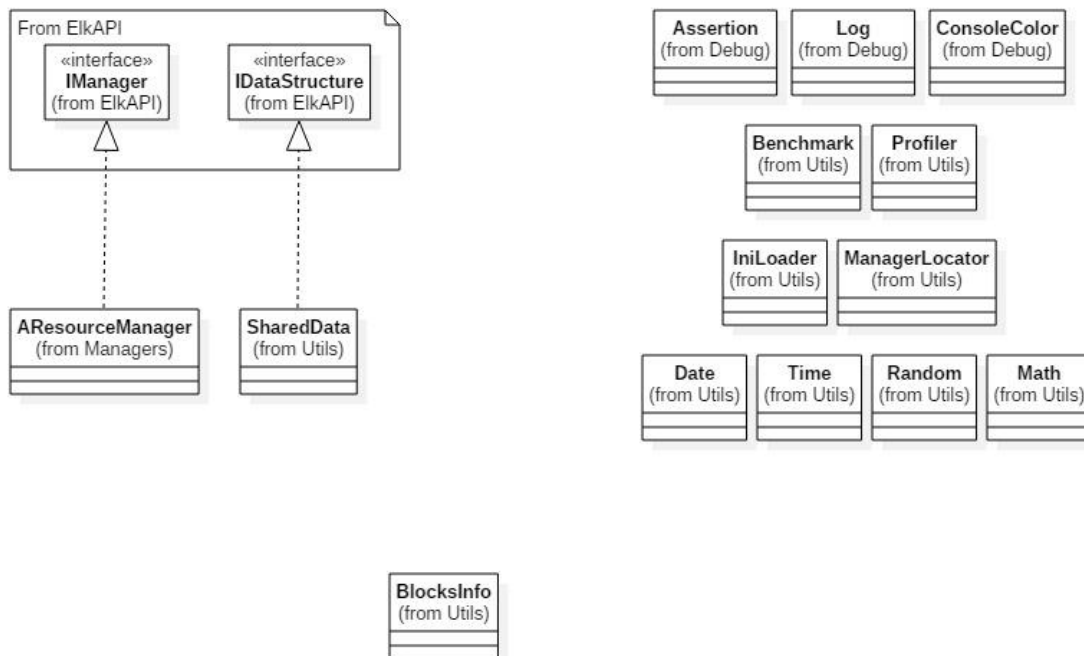 From ElkAPI
«interface»
IManager
(from ElkAPI)
«interface»
IDataStructure
(from ElkAPI)
Assertion
(from Debug)
Log
(from Debug)
ConsoleColor
(from Debug)
Benchmark
(from Utils)
Profiler
(from Utils)
IniLoader
(from Utils)
ManagerLocator
(from Utils)
AResourceManager
(from Managers)
SharedData
(from Utils)
Date
(from Utils)
Time
(from Utils)
Random
(from Utils)
Math
(from Utils)
BlocksInfo
(from Utils)